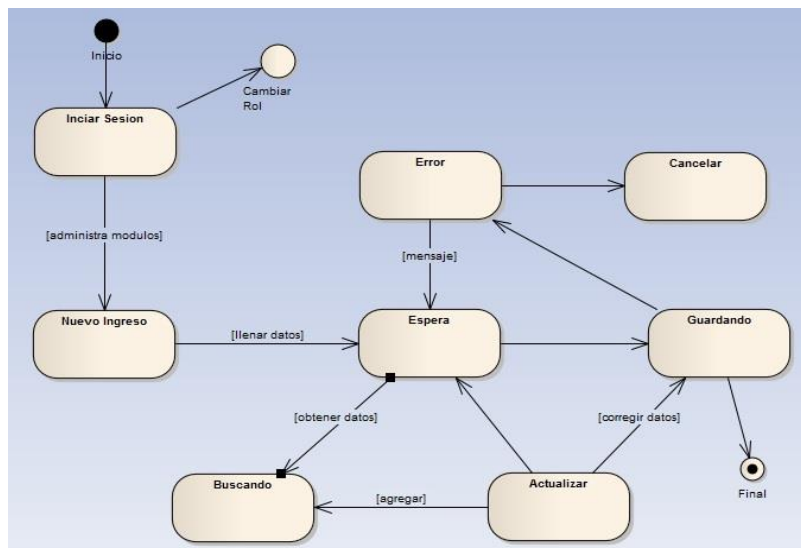 Inicio
Cambiar
Rol
Inciar Sesion
Error
Cancelar
[administra modulos]
[mensaje]
Nuevo Ingreso
[llenar datos]
Espera
Guardando
[obtener datos]
[corregir datos]
Buscando
[agregar]
Actualizar
Final